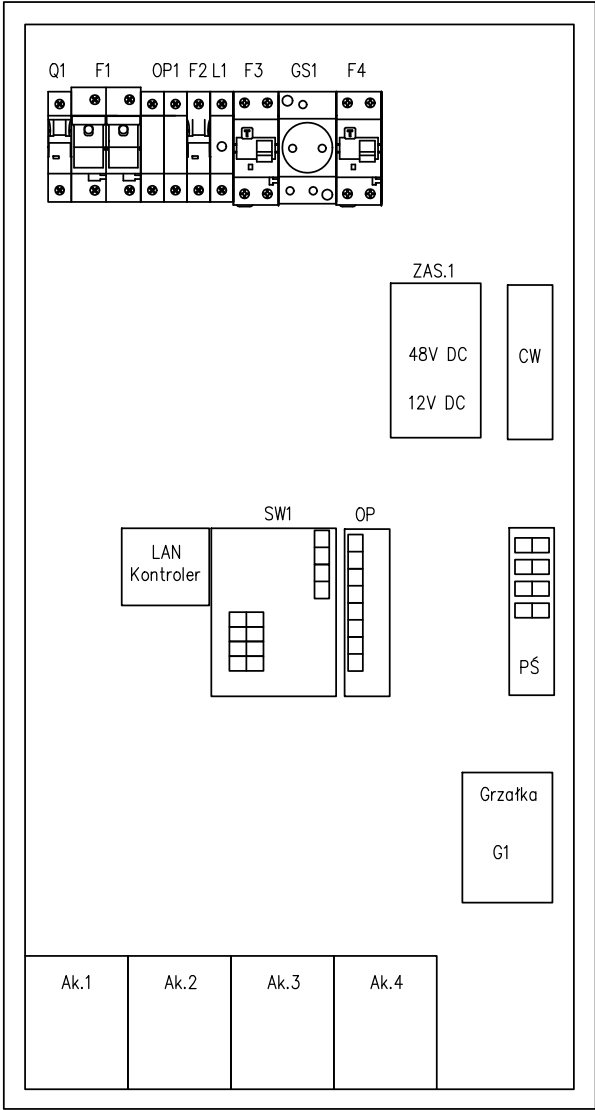 Q1 F1 OP1 F2 L1 F3 GS1 F4
T T
ZAS.1
48V DC
12V DC
CW
SW1 OP
LAN
Kontroler
PŚ
Grzałka
G1
Ak.1 Ak.2 Ak.3 Ak.4